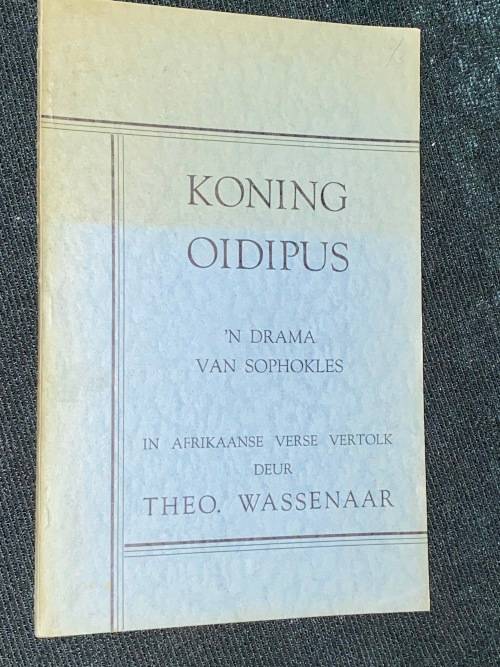 KONING
OIDIPUS
'N DRAMA
VAN SOPHOKLES
IN AFRIKAANSE VERSE VERTOLK
DEUR
THEO. WASSENAAR